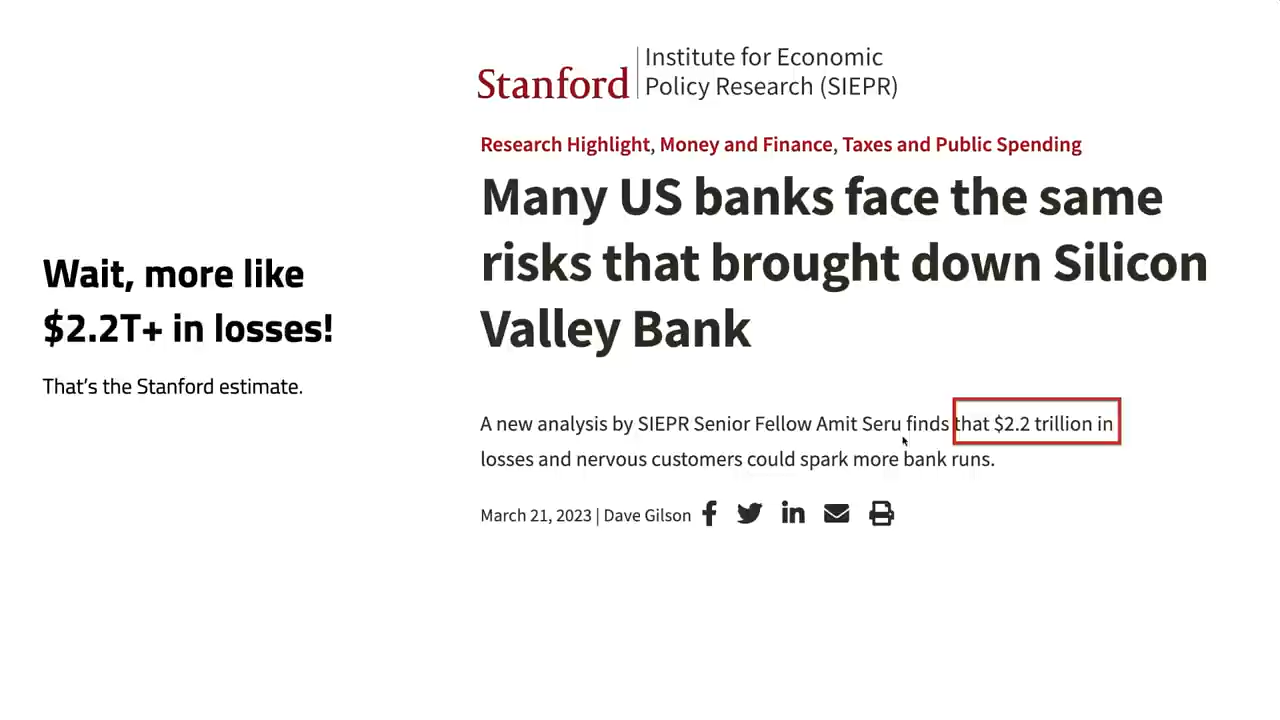 Wait, more like
$2.2T+ in losses!
That's the Stanford estimate.
Stanford
Institute for Economic
Policy Research (SIEPR)
Research Highlight, Money and Finance, Taxes and Public Spending
Many US banks face the same
risks that brought down Silicon
Valley Bank
A new analysis by SIEPR Senior Fellow Amit Seru finds that $2.2 trillion in
losses and nervous customers could spark more bank runs.
March 21, 2023 | Dave Gilson